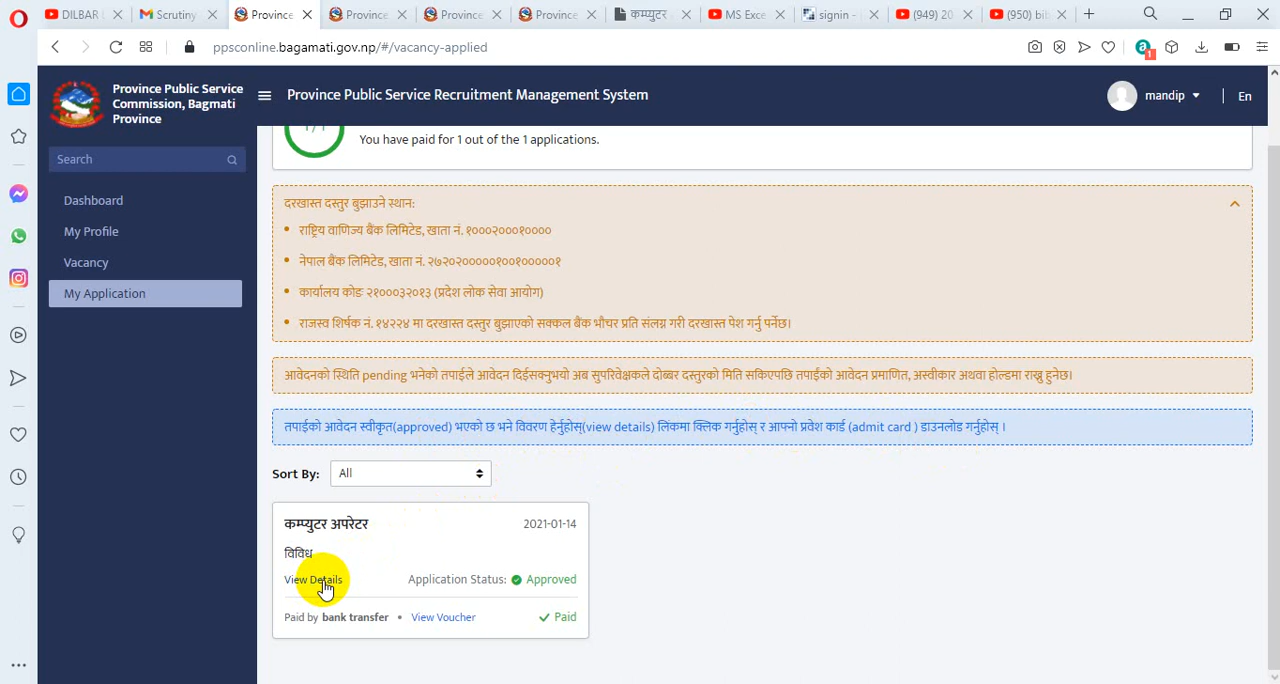 DILBAR
Scrutiny
Province
Province
Province
Province
कम्प्युटर
MS Exce
signin -
(949) 20
(950) bi
ppsconline.bagamati.gov.np/#/vacancy-applied
1
Province Public Service
Commission, Bagmati
Province
Province Public Service Recruitment Management System
mandip
En
Search
Dashboard
My Profile
Vacancy
My Application
1/1
You have paid for 1 out of the 1 applications.
दरखास्त दस्तुर बुझाउने स्थान:
राष्ट्रिय वाणिज्य बैंक लिमिटेड, खाता नं. १०००२०००१००००
नेपाल बैंक लिमिटेड, खाता नं. २७२०२०००००१००१०००००१
कार्यालय कोडः २१०००३२०१३ (प्रदेश लोक सेवा आयोग)
राजस्व शिर्षक नं. १४२२४ मा दरखास्त दस्तुर बुझाएको सक्कल बैंक भौचर प्रति संलग्न गरी दरखास्त पेश गर्नु पर्नेछ।
आवेदनको स्थिति pending भनेको तपाईले आवेदन दिईसक्नुभयो अब सुपरिवेक्षकले दोब्बर दस्तुरको मिति सकिएपछि तपाईंको आवेदन प्रमाणित, अस्वीकार अथवा होल्डमा राख्नु हुनेछ।
तपाईको आवेदन स्वीकृत(approved) भएको छ भने विवरण हेर्नुहोस्(view details) लिंकमा क्लिक गर्नुहोस् र आफ्नो प्रवेश कार्ड (admit card ) डाउनलोड गर्नुहोस् ।
Sort By:
All
कम्प्युटर अपरेटर
2021-01-14
विविध
View Details
Application Status: Approved
Paid by bank transfer • View Voucher
Paid